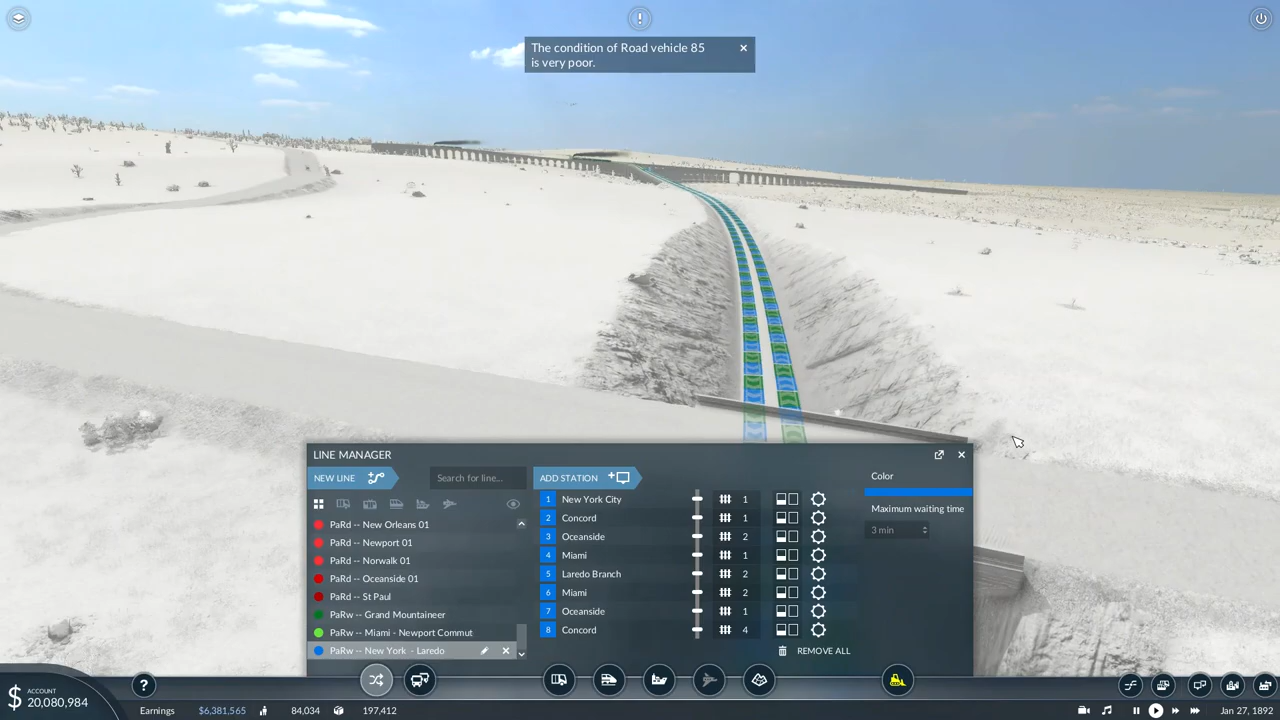 The condition of Road vehicle 85
is very poor.
LINE MANAGER
NEW LINE
Search for line...
ADD STATION
Color
Maximum waiting time
3 min
PaRd -- New Orleans 01
PaRd -- Newport 01
PaRd -- Norwalk 01
PaRd -- Oceanside 01
PaRd -- St Paul
PaRw -- Grand Mountaineer
PaRw -- Miami - Newport Commut
PaRw -- New York - Laredo
1 New York City 1
2 Concord 1
3 Oceanside 2
4 Miami 1
5 Laredo Branch 2
6 Miami 2
7 Oceanside 1
8 Concord 4
REMOVE ALL
$ ACCOUNT
20,080,984
?
Earnings $6,381,565 84,034 197,412
Jan 27, 1892